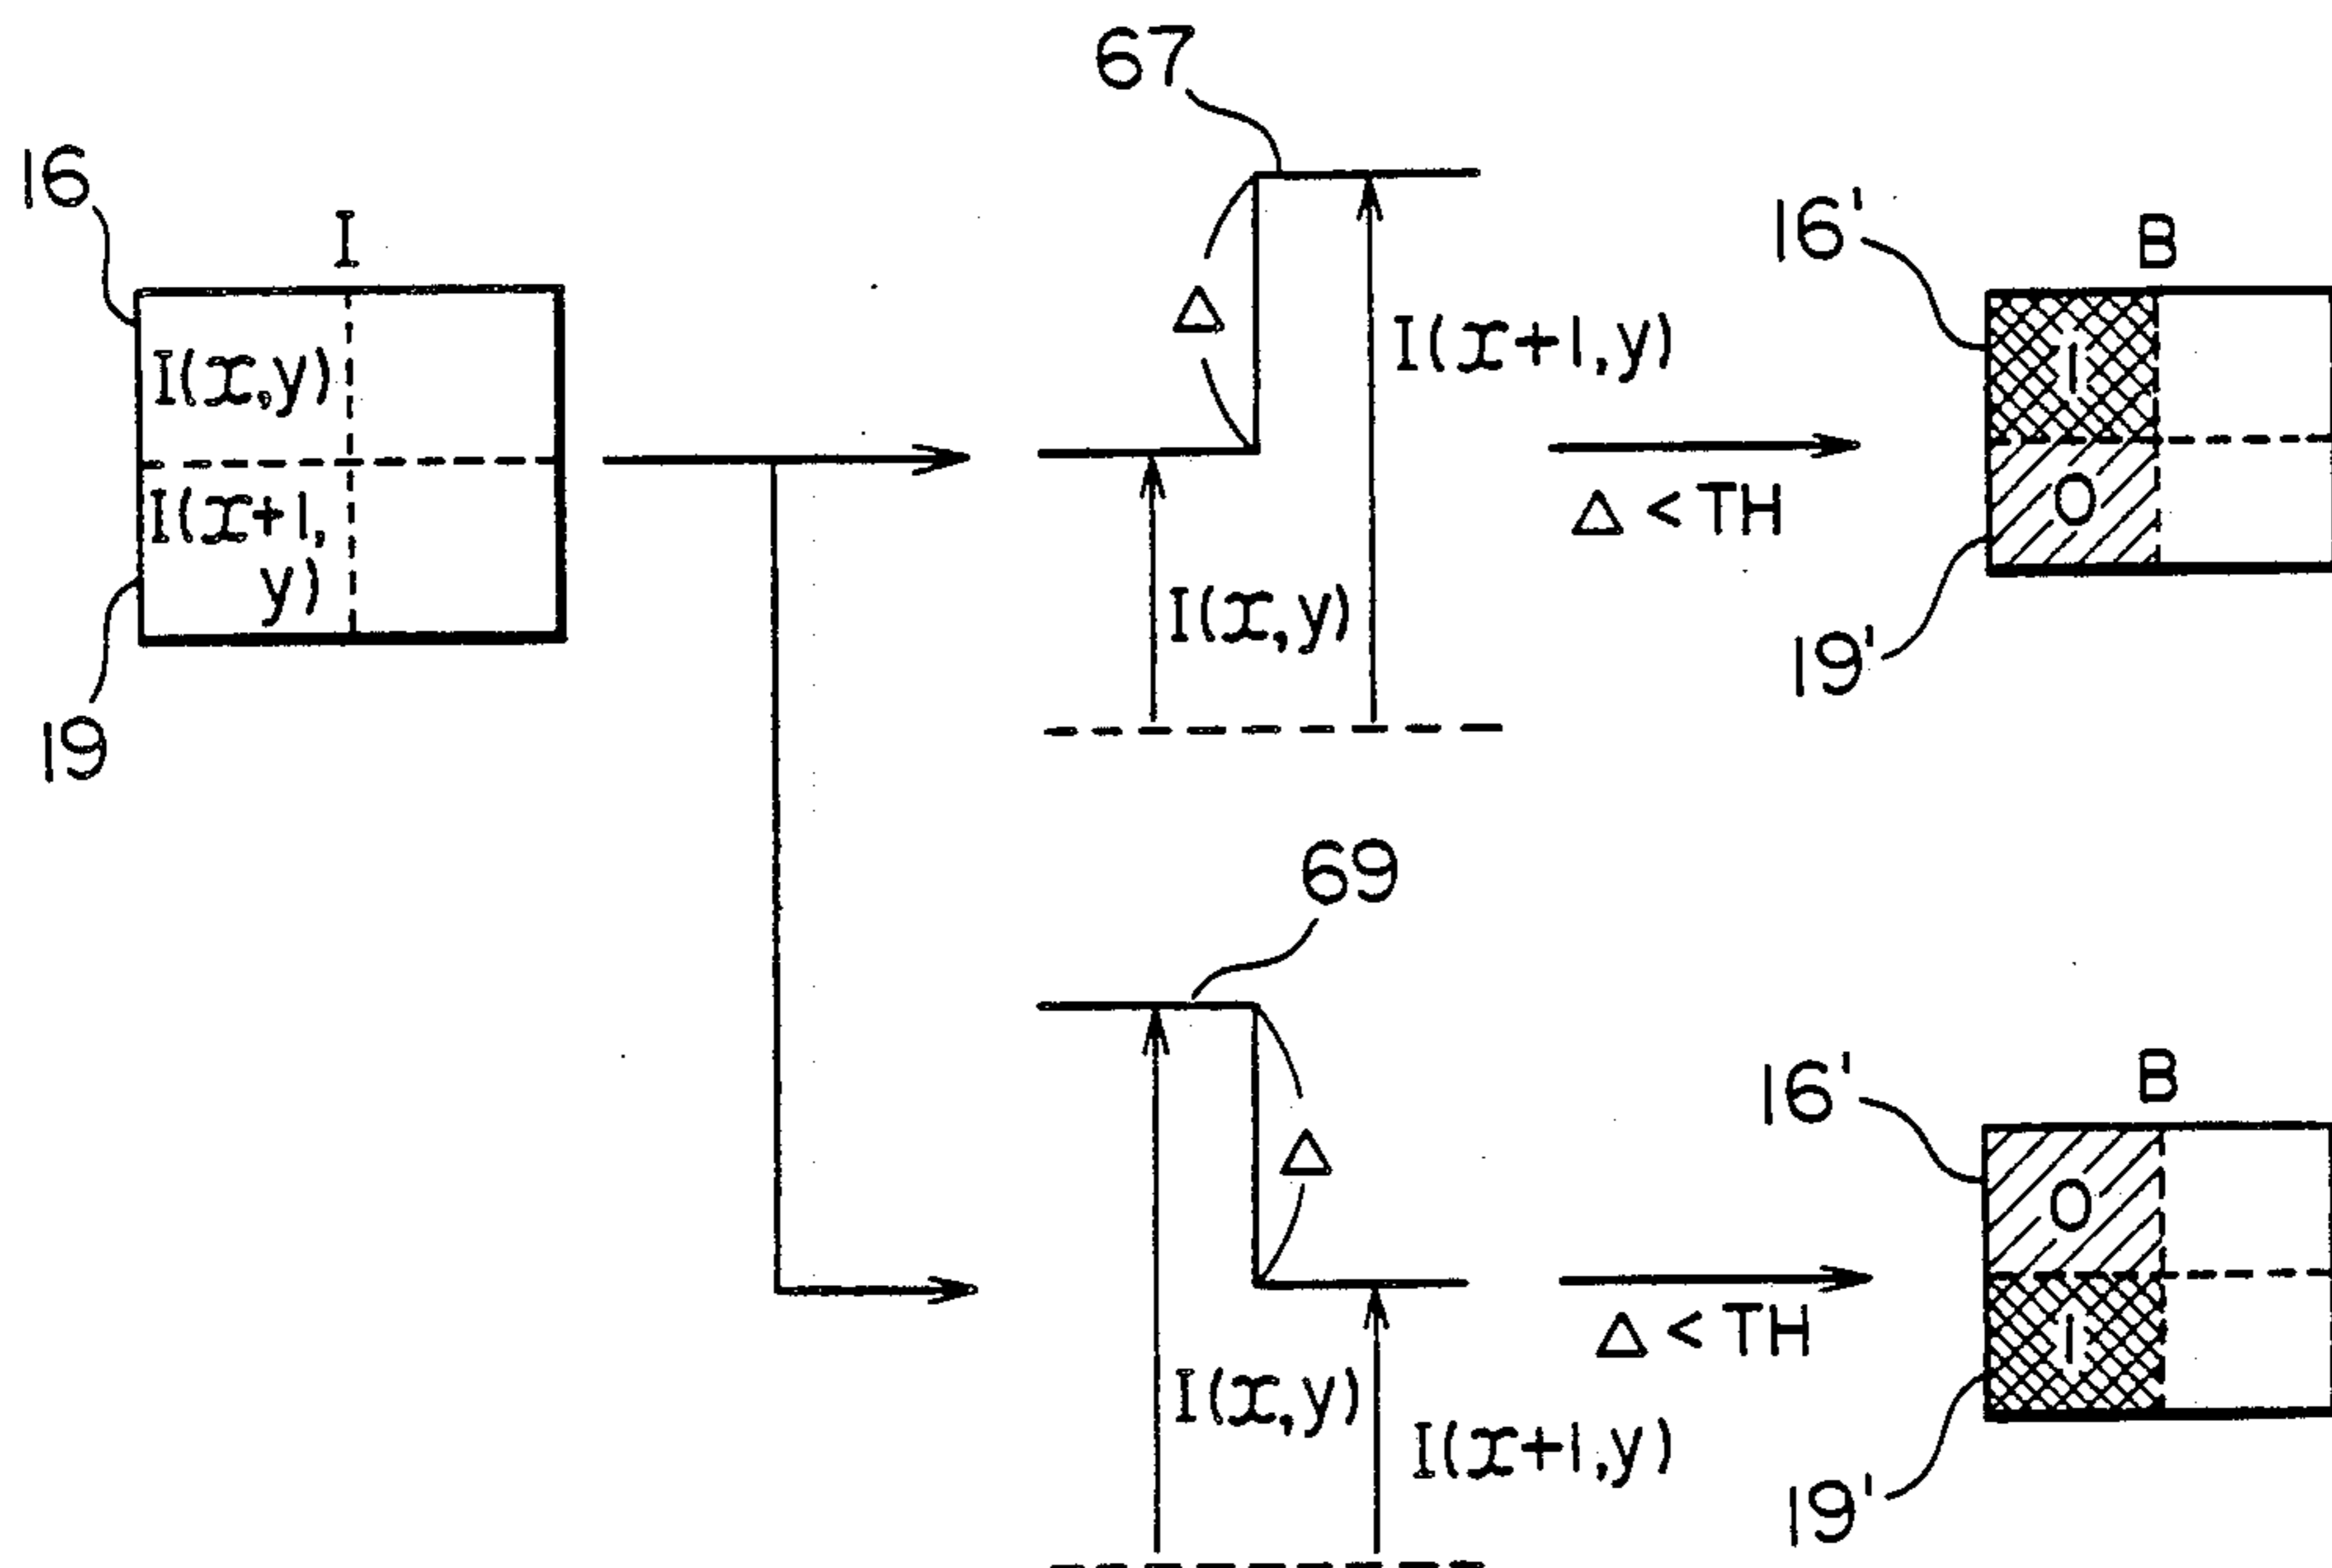 67
16
I
16'
B
I(x,y)
Δ
I(x+1,y)
1
I(x+1,
y)
Δ < TH
0
I(x,y)
19
19'
69
16'
B
Δ
0
Δ < TH
1
I(x,y)
I(x+1,y)
19'